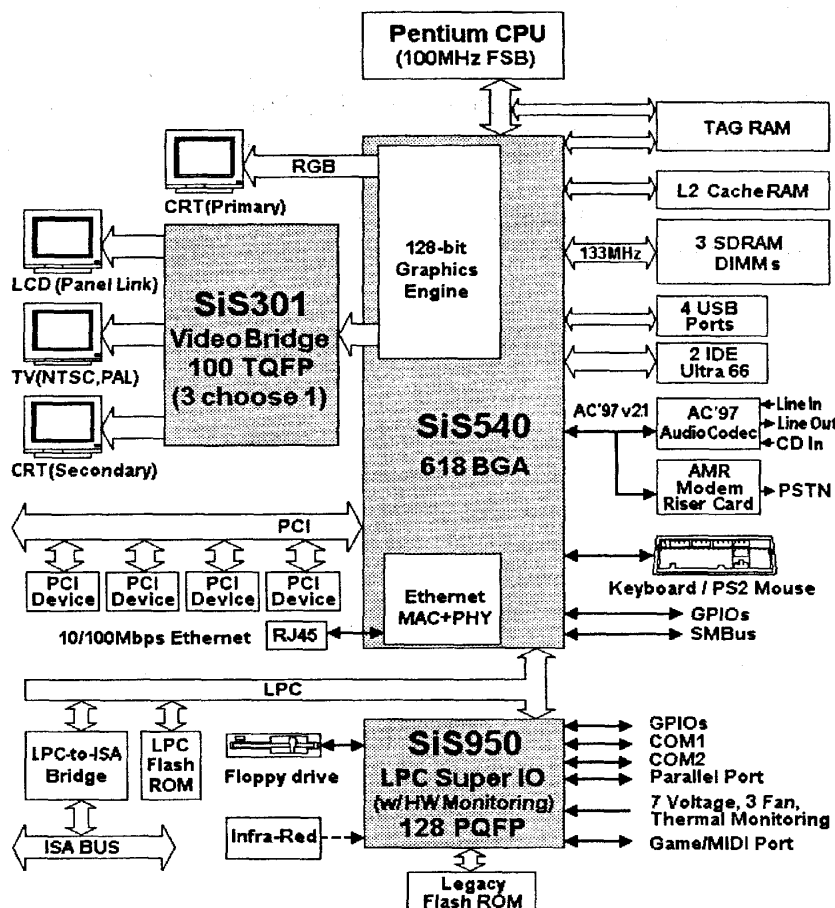 Pentium CPU
(100MHz FSB)
TAG RAM
RGB
CRT(Primary)
L2 Cache RAM
128-bit
Graphics
Engine
133MHz
3 SDRAM
DIMMs
LCD (Panel Link)
SiS301
Video Bridge
100 TQFP
(3 choose 1)
4 USB
Ports
TV(NTSC,PAL)
2 IDE
Ultra 66
SiS540
618 BGA
AC'97 v2.1
AC'97
Audio Codec
Line In
Line Out
CD In
CRT(Secondary)
AMR
Modem
Riser Card
PSTN
PCI
PCI
Device
PCI
Device
PCI
Device
PCI
Device
Keyboard / PS2 Mouse
Ethernet
MAC+PHY
10/100Mbps Ethernet
RJ45
GPIOs
SMBus
LPC
LPC-to-ISA
Bridge
LPC
Flash
ROM
Floppy drive
SiS950
LPC Super IO
(w/ HW Monitoring)
128 PQFP
GPIOs
COM1
COM2
Parallel Port
7 Voltage, 3 Fan,
Thermal Monitoring
Game/MIDI Port
Infra-Red
ISA BUS
Legacy
Flash ROM